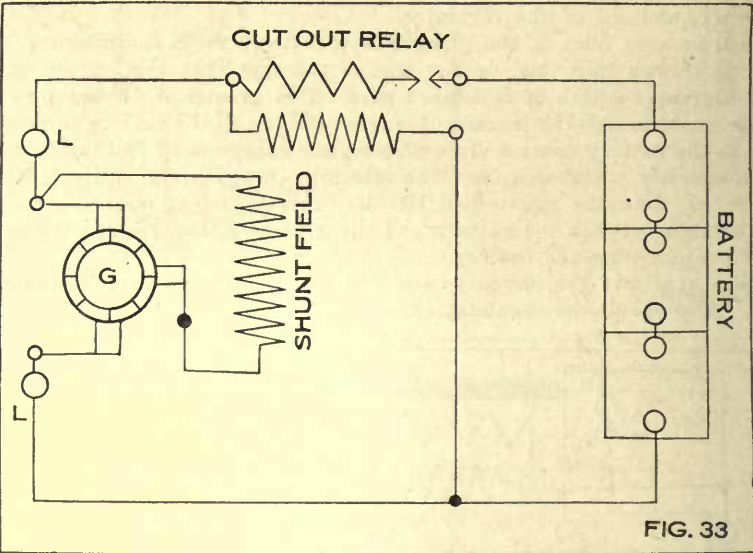 CUT OUT RELAY
L
SHUNT FIELD
BATTERY
G
L
FIG. 33